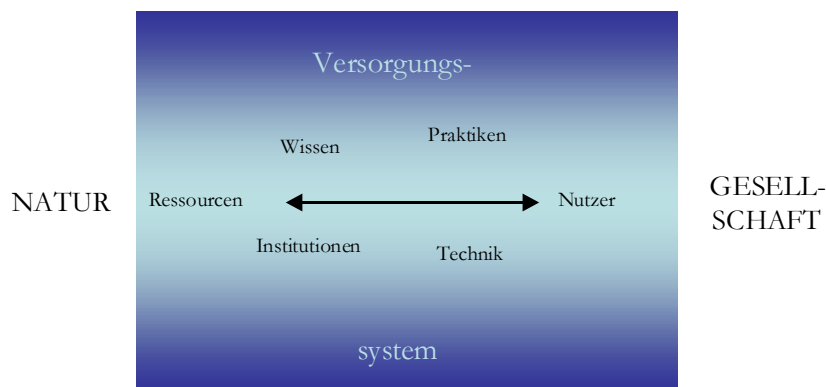 Versorgungs-
Wissen
Praktiken
NATUR
Ressourcen
Nutzer
GESELL-
SCHAFT
Institutionen
Technik
system